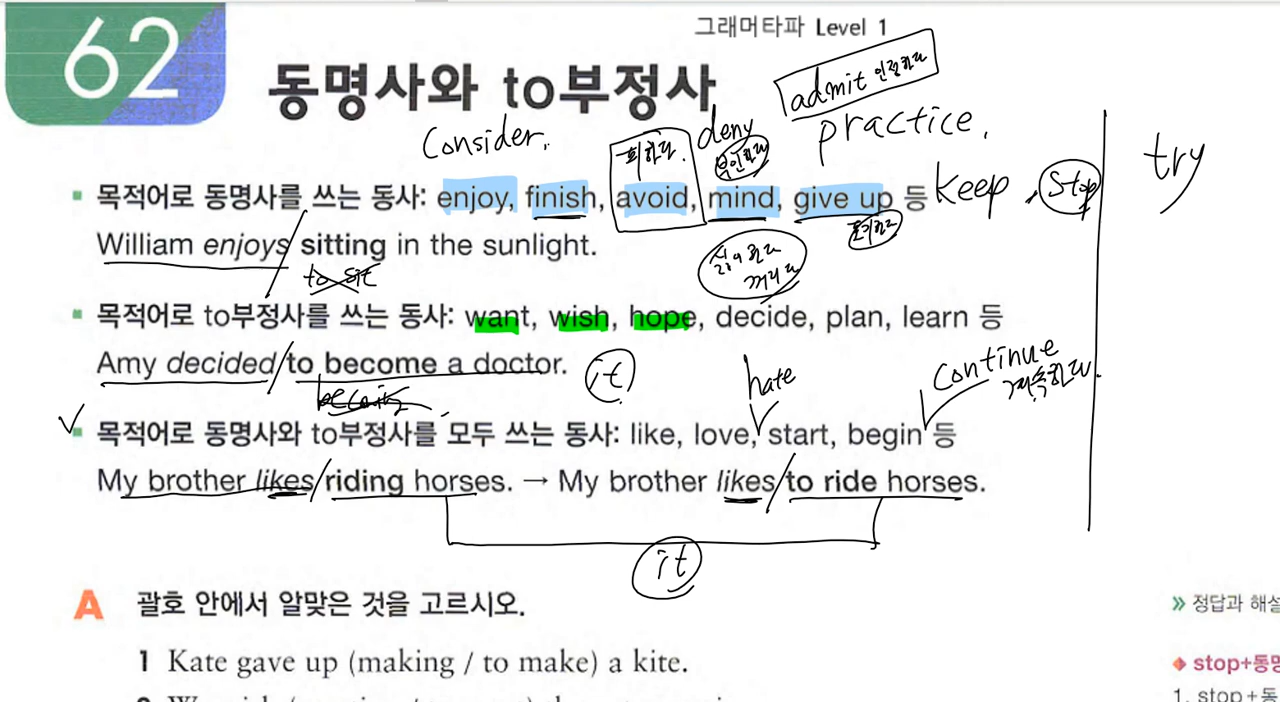 그래머타파 Level 1
62
동명사와 to부정사
admit 인정하다
Consider.
피하다.
deny
부인하다
practice.
목적어로 동명사를 쓰는 동사: enjoy, finish, avoid, mind, give up 등
keep, Stop
try
William enjoys/ sitting in the sunlight.
to sit
싫어하다
꺼리다
포기하다
목적어로 to부정사를 쓰는 동사: want, wish, hope, decide, plan, learn 등
Amy decided/ to become a doctor.
it
hate
continue
계속하다.
목적어로 동명사와 to부정사를 모두 쓰는 동사: like, love, start, begin 등
My brother likes/ riding horses. → My brother likes/ to ride horses.
it
A 괄호 안에서 알맞은 것을 고르시오.
1 Kate gave up (making / to make) a kite.
» 정답과 해설
stop+동명
1. stop+동